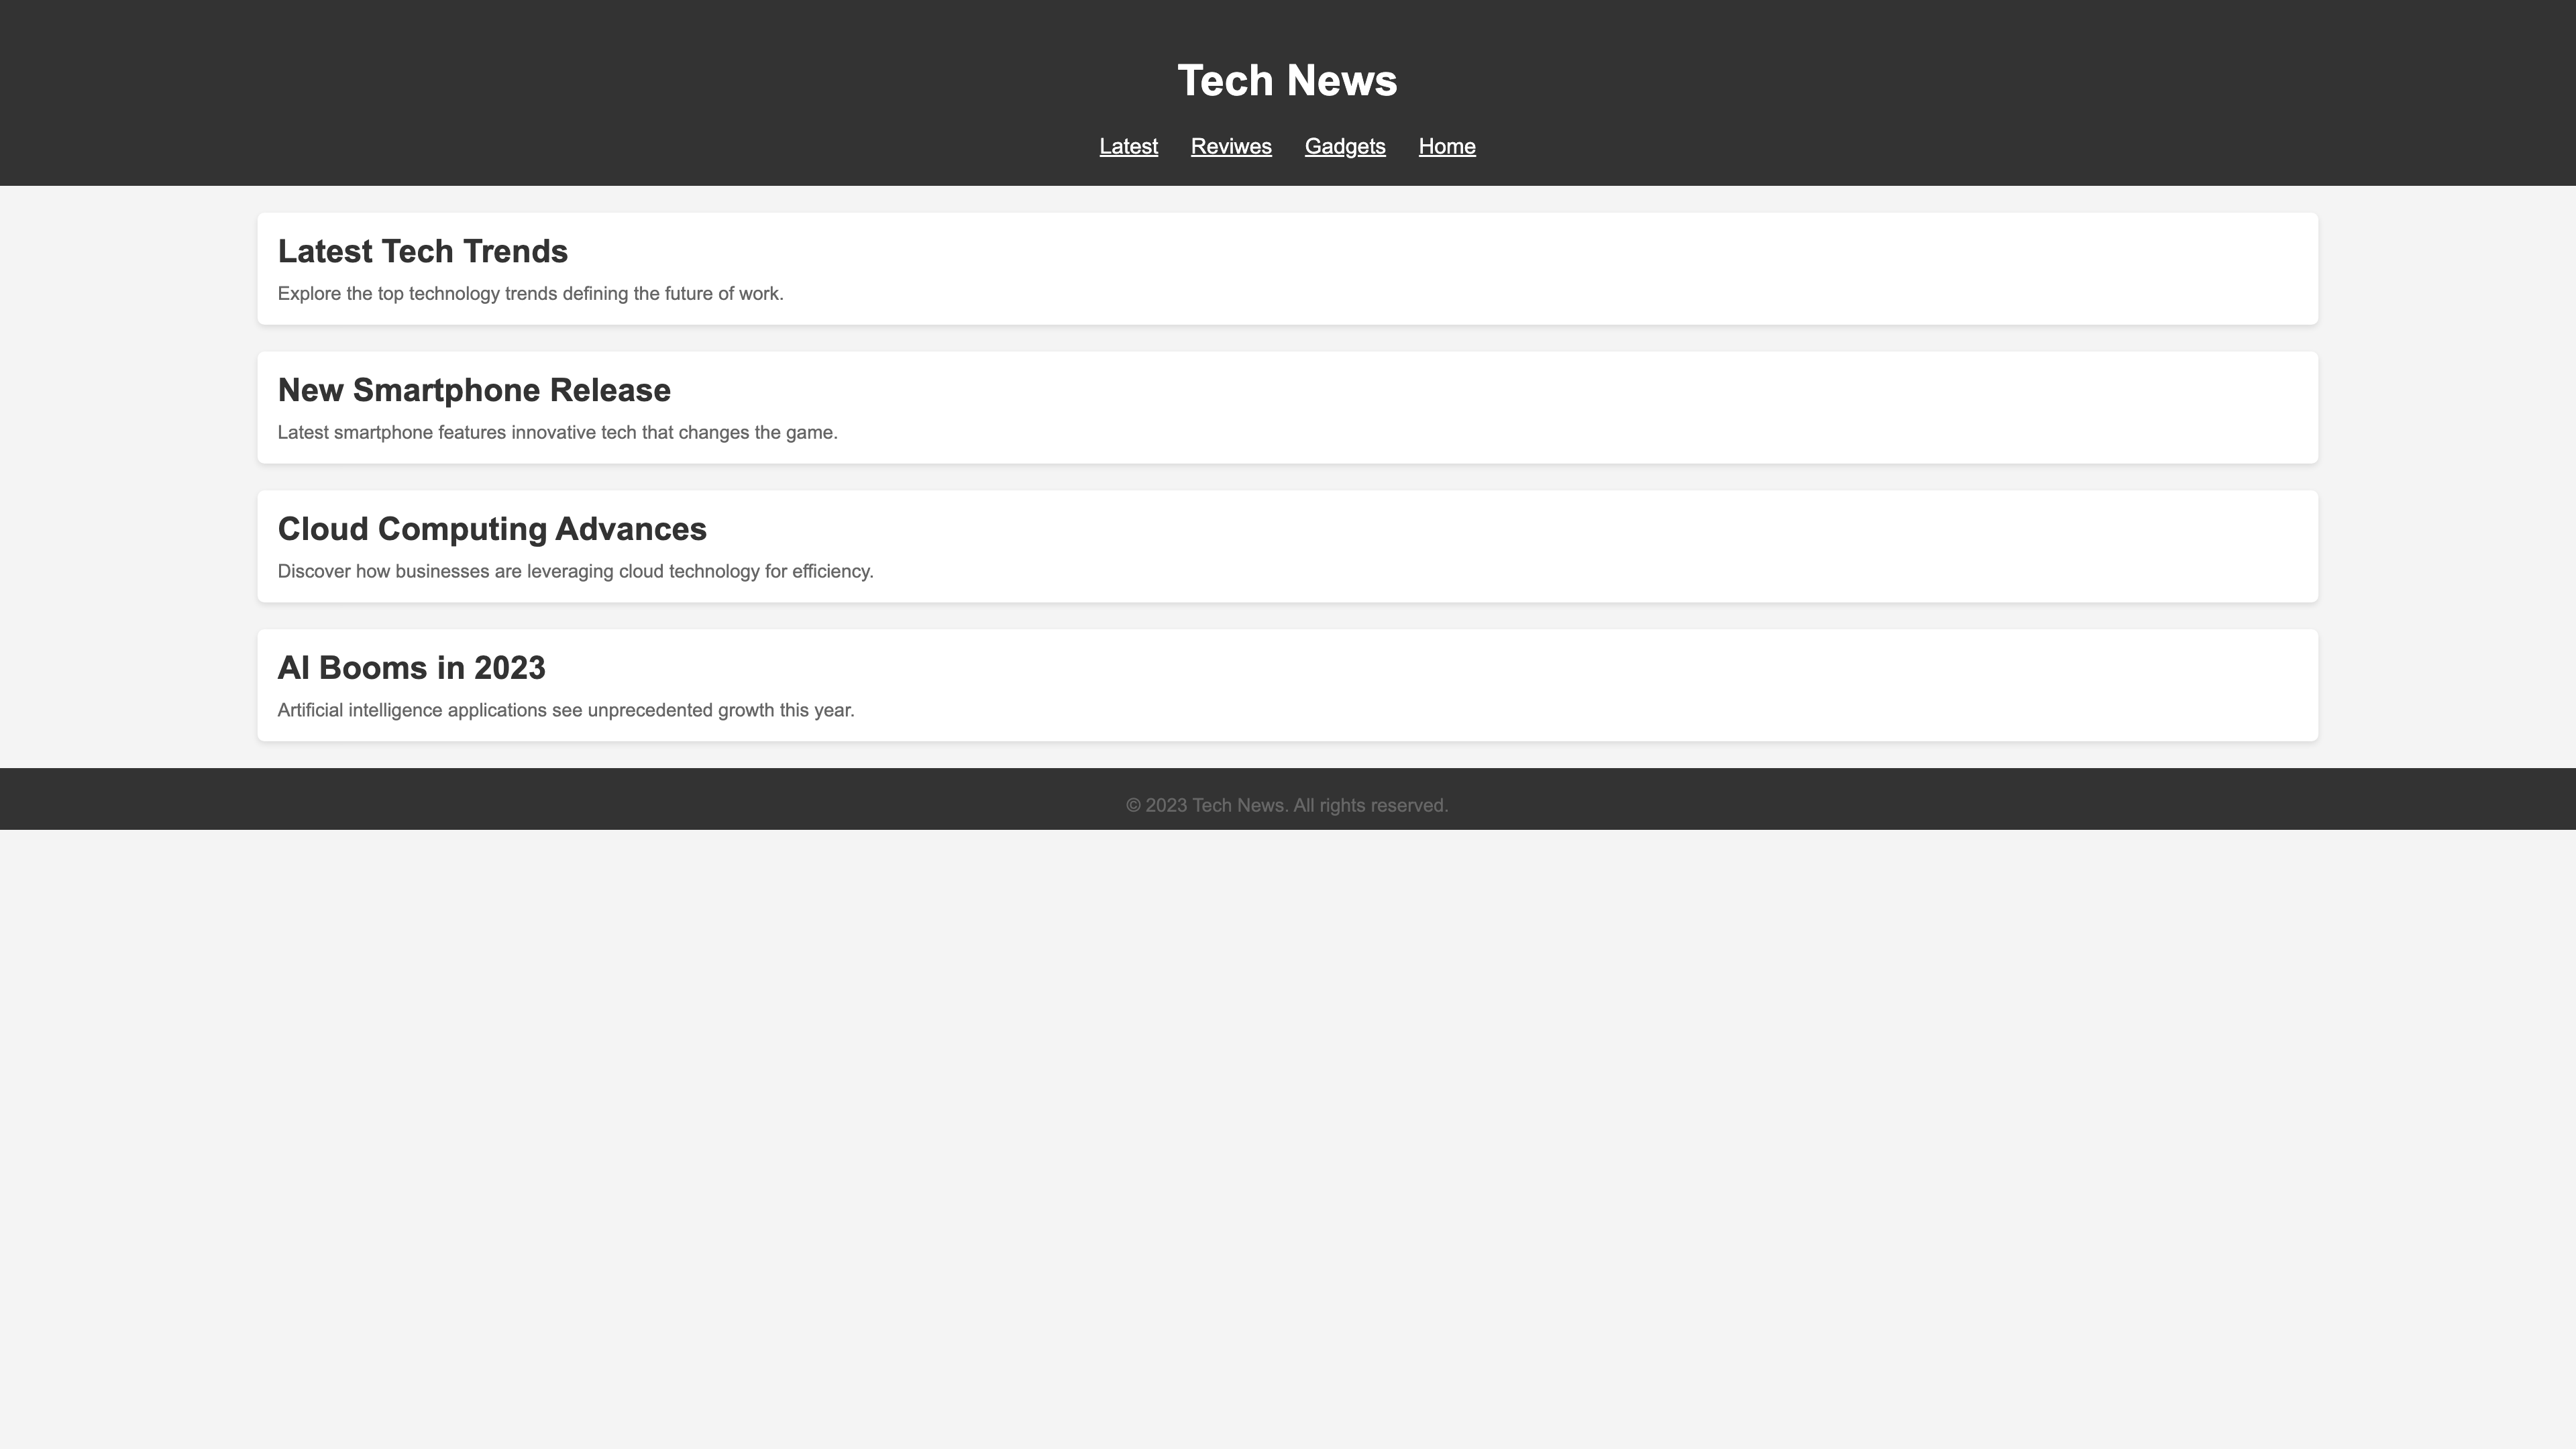 Tech News
Latest Reviwes Gadgets Home
Latest Tech Trends
Explore the top technology trends defining the future of work.
New Smartphone Release
Latest smartphone features innovative tech that changes the game.
Cloud Computing Advances
Discover how businesses are leveraging cloud technology for efficiency.
AI Booms in 2023
Artificial intelligence applications see unprecedented growth this year.
© 2023 Tech News. All rights reserved.